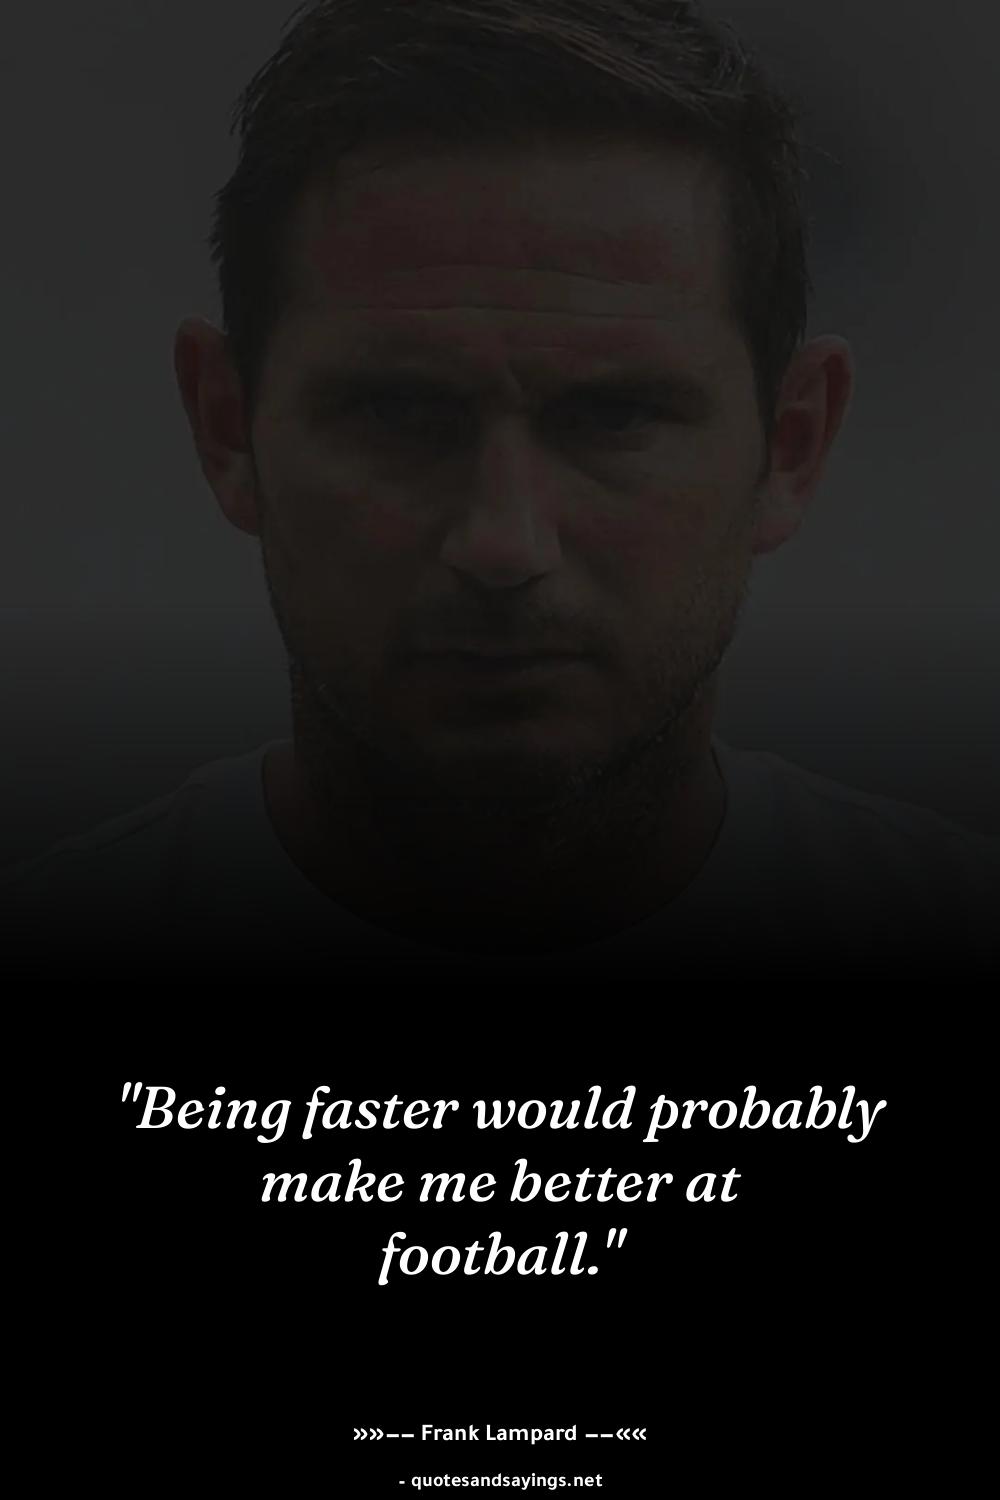 "Being faster would probably
make me better at
football."
»»−− Frank Lampard −−««
- quotesandsayings.net